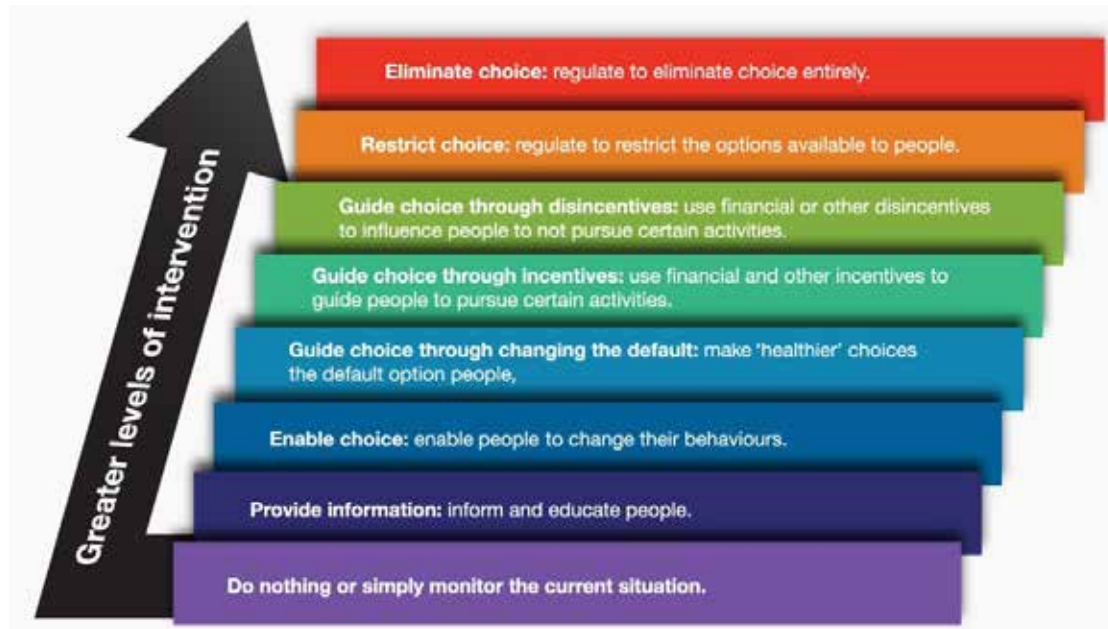 Greater levels of intervention
Eliminate choice: regulate to eliminate choice entirely.
Restrict choice: regulate to restrict the options available to people.
Guide choice through disincentives: use financial or other disincentives
to influence people to not pursue certain activities.
Guide choice through incentives: use financial and other incentives to
guide people to pursue certain activities.
Guide choice through changing the default: make ‘healthier’ choices
the default option people,
Enable choice: enable people to change their behaviours.
Provide information: inform and educate people.
Do nothing or simply monitor the current situation.